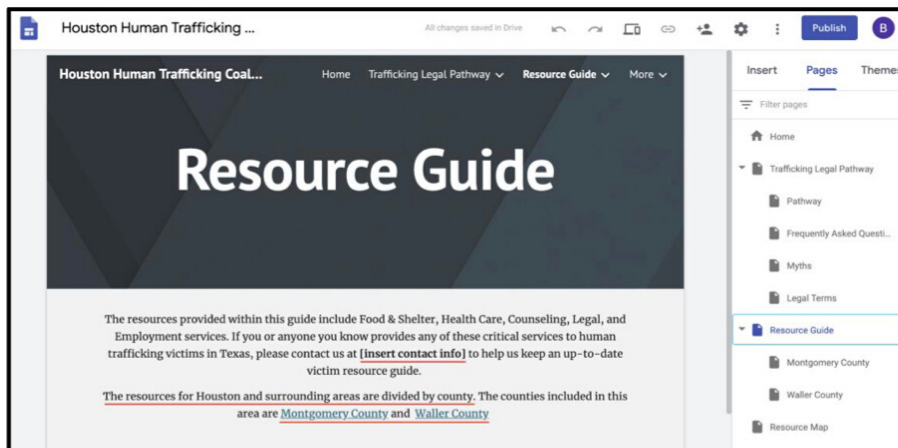 Houston Human Trafficking ...
All changes saved in Drive
Publish
B
Houston Human Trafficking Coal...
Home
Trafficking Legal Pathway
Resource Guide
More
Resource Guide
The resources provided within this guide include Food & Shelter, Health Care, Counseling, Legal, and
Employment services. If you or anyone you know provides any of these critical services to human
trafficking victims in Texas, please contact us at [insert contact info] to help us keep an up-to-date
victim resource guide.
The resources for Houston and surrounding areas are divided by county. The counties included in this
area are Montgomery County and Waller County
Insert
Pages
Themes
Filter pages
Home
Trafficking Legal Pathway
Pathway
Frequently Asked Questi...
Myths
Legal Terms
Resource Guide
Montgomery County
Waller County
Resource Map